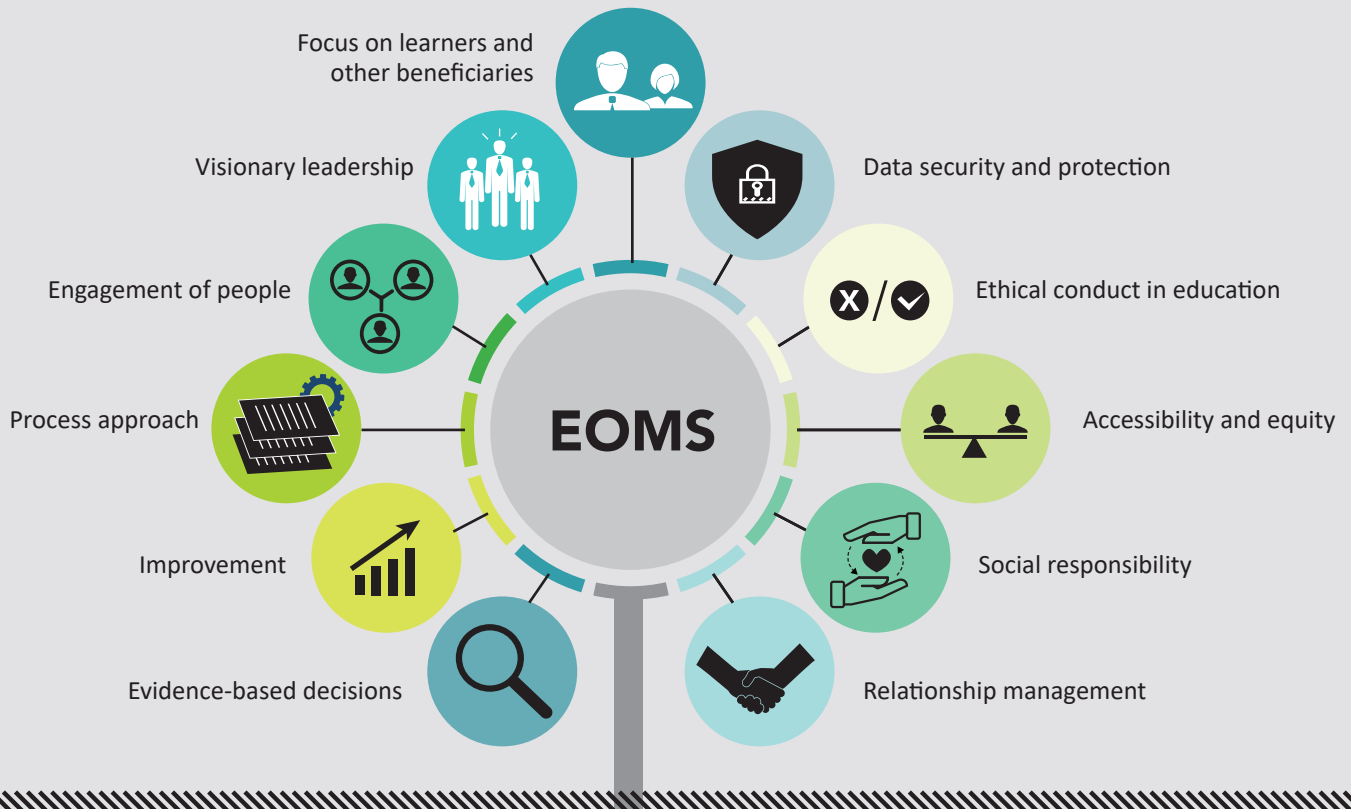 Focus on learners and
other beneficiaries
Visionary leadership
Data security and protection
Engagement of people
Ethical conduct in education
X
Process approach
EOMS
Accessibility and equity
Improvement
Social responsibility
Evidence-based decisions
Relationship management